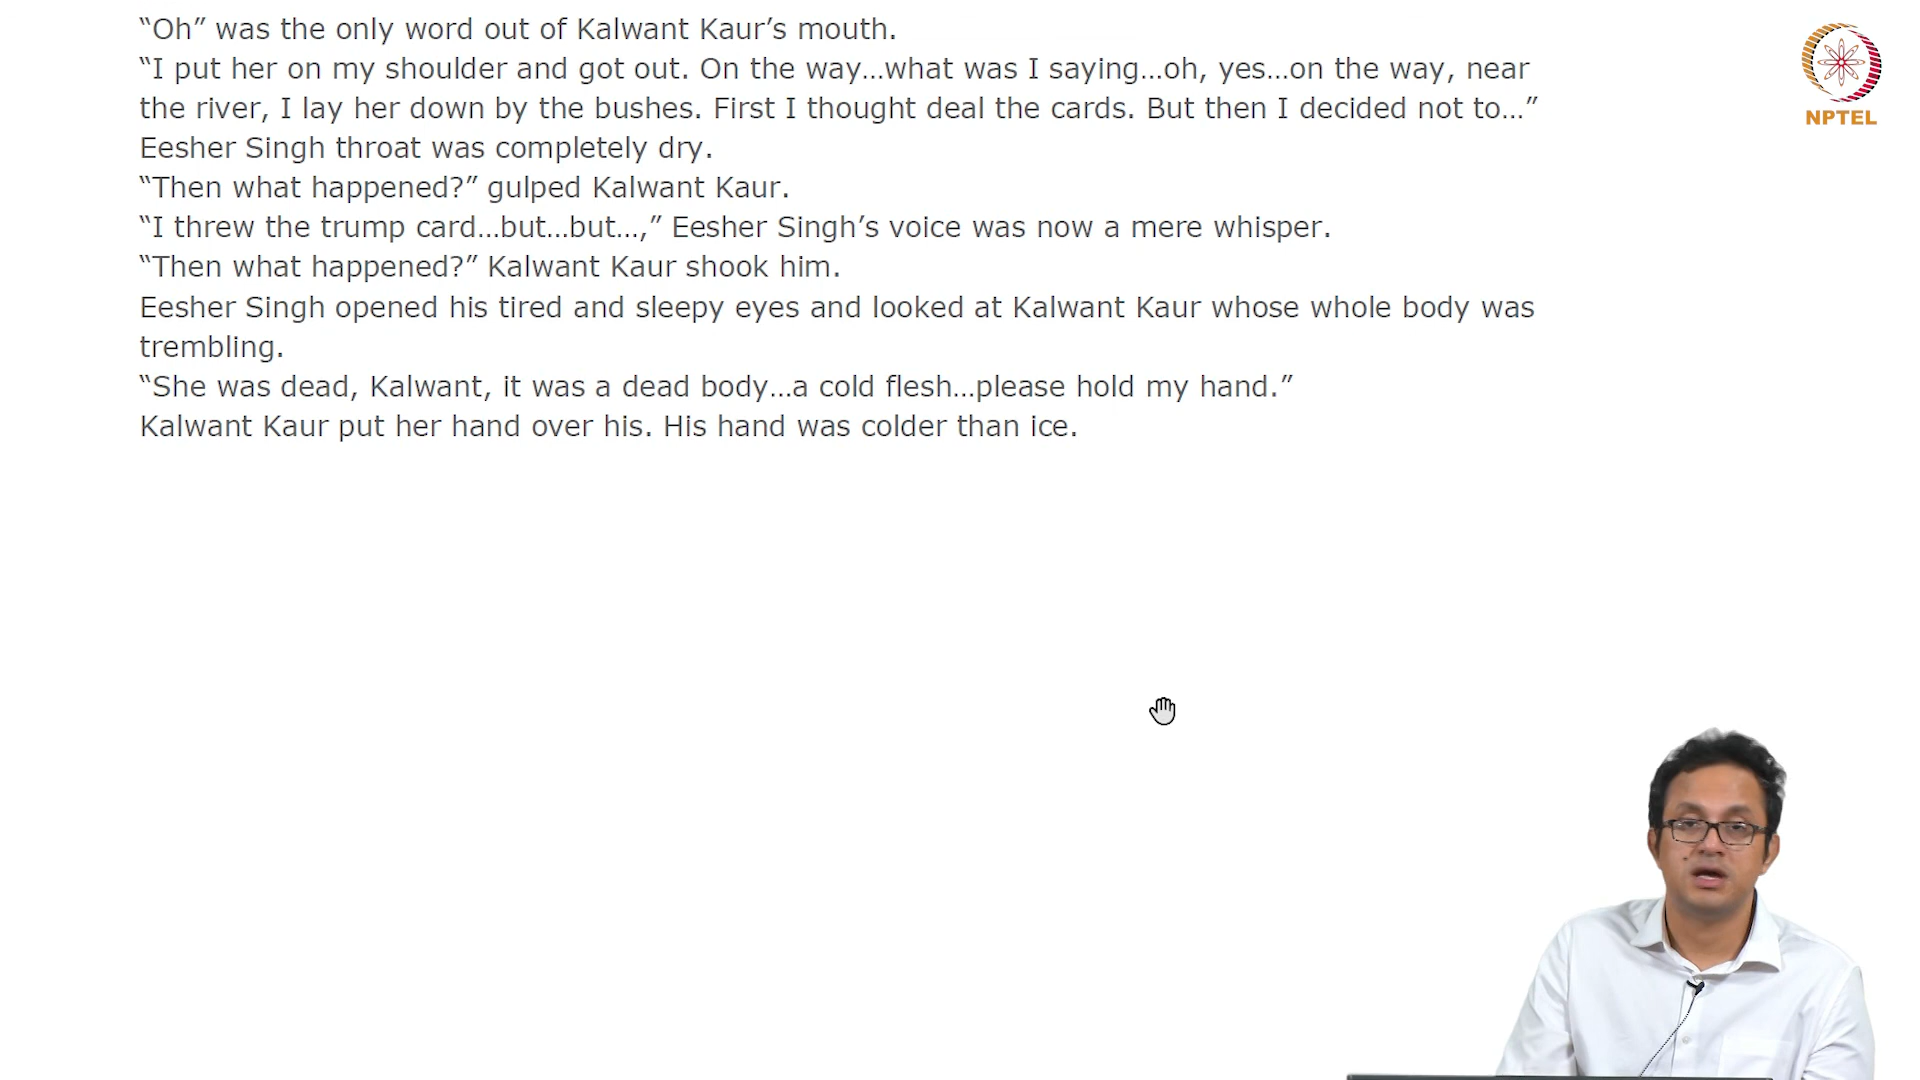 “Oh” was the only word out of Kalwant Kaur’s mouth.
“I put her on my shoulder and got out. On the way…what was I saying…oh, yes…on the way, near
the river, I lay her down by the bushes. First I thought deal the cards. But then I decided not to…”
Eesher Singh throat was completely dry.
“Then what happened?” gulped Kalwant Kaur.
“I threw the trump card…but…but…,” Eesher Singh’s voice was now a mere whisper.
“Then what happened?” Kalwant Kaur shook him.
Eesher Singh opened his tired and sleepy eyes and looked at Kalwant Kaur whose whole body was
trembling.
“She was dead, Kalwant, it was a dead body…a cold flesh…please hold my hand.”
Kalwant Kaur put her hand over his. His hand was colder than ice.
NPTEL